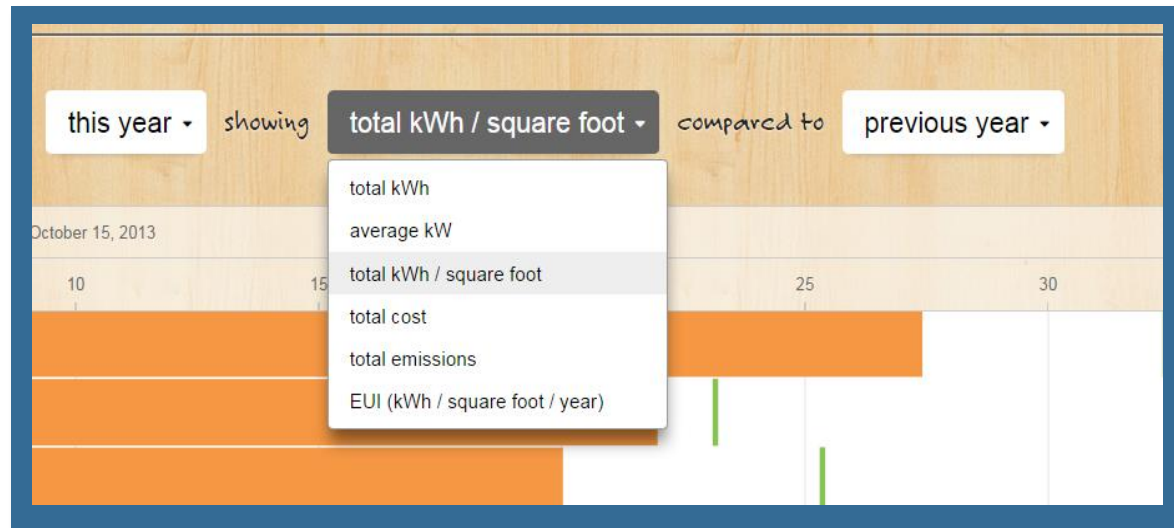 this year showing total kWh / square foot compared to previous year
total kWh
average kW
total kWh / square foot
total cost
total emissions
EUI (kWh / square foot / year)
October 15, 2013
10 15 25 30